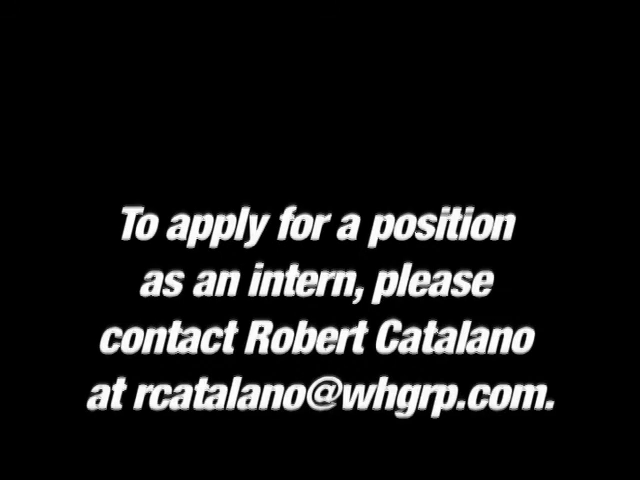 To apply for a position
as an intern, please
contact Robert Catalano
at rcatalano@whgrp.com.